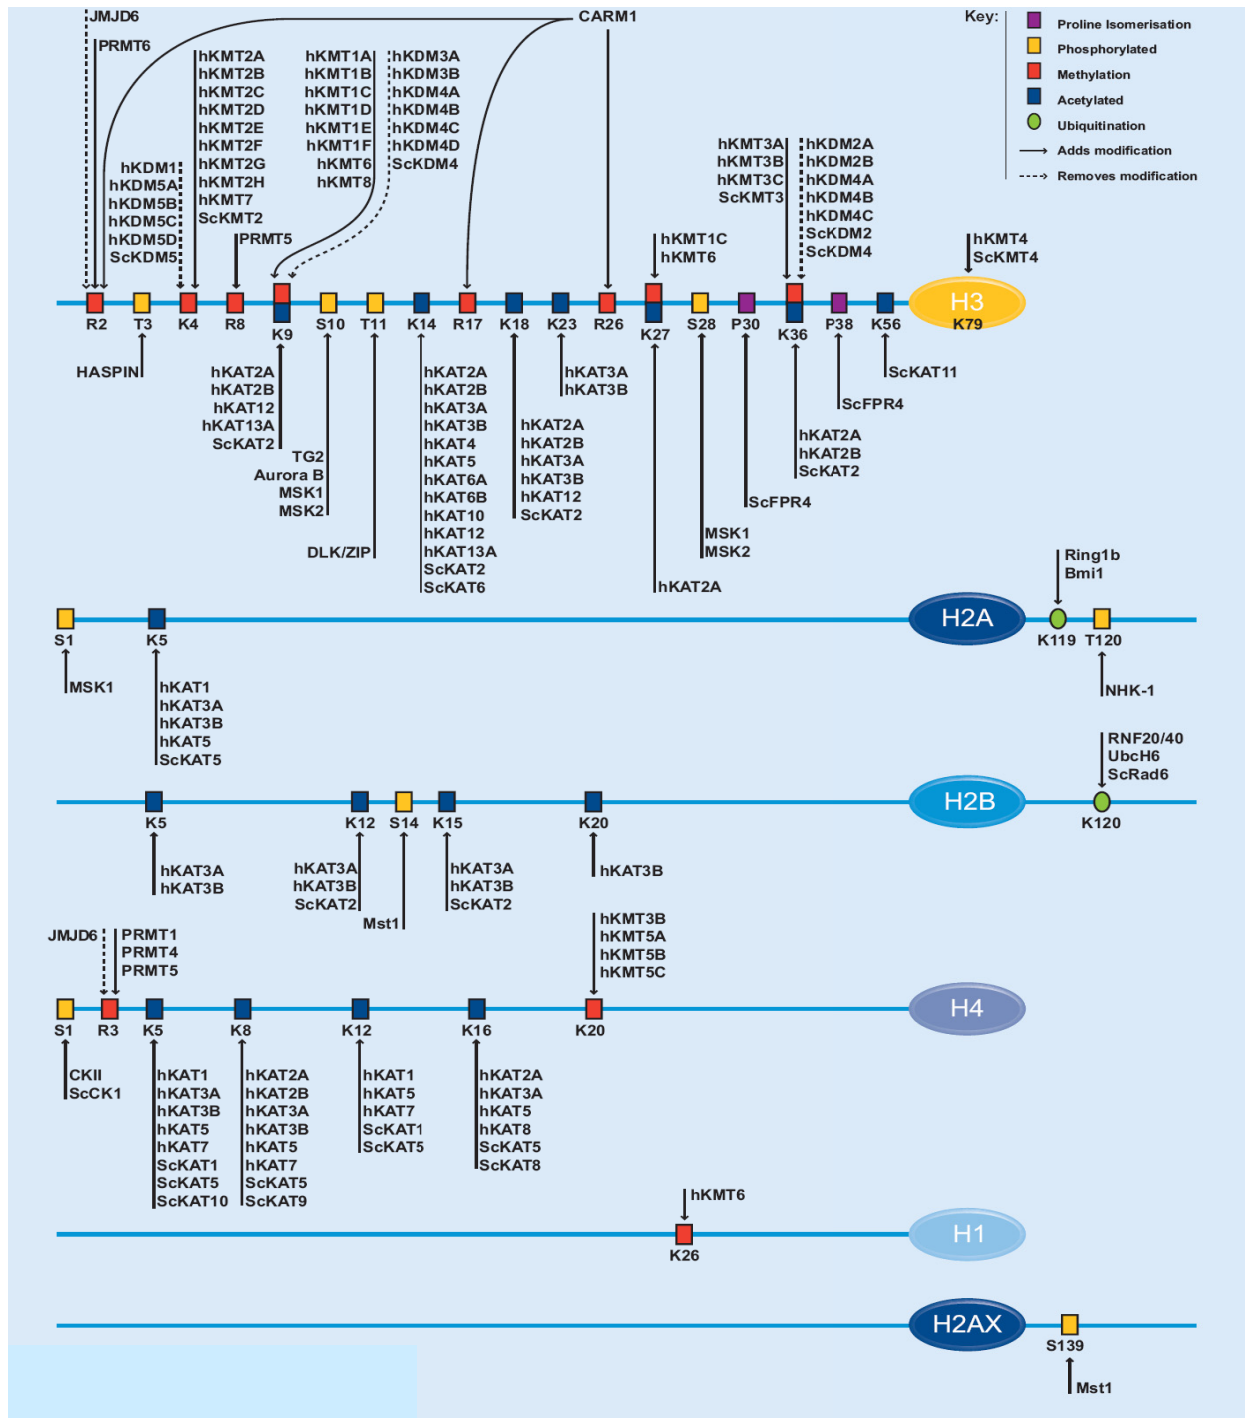 JMJD6
CARM1
Key:
Proline Isomerisation
Phosphorylated
Methylation
Acetylated
Ubiquitination
Adds modification
Removes modification
PRMT6
hKMT2A
hKMT2B
hKMT2C
hKMT2D
hKMT2E
hKMT2F
hKMT2G
hKMT2H
hKMT7
ScKMT2
hKMT1A
hKMT1B
hKMT1C
hKMT1D
hKMT1E
hKMT1F
hKMT6
hKMT8
hKDM3A
hKDM3B
hKDM4A
hKDM4B
hKDM4C
hKDM4D
ScKDM4
hKDM1
hKDM5A
hKDM5B
hKDM5C
hKDM5D
ScKDM5
PRMT5
hKMT1C
hKMT6
hKMT3A
hKMT3B
hKMT3C
ScKMT3
hKDM2A
hKDM2B
hKDM4A
hKDM4B
hKDM4C
ScKDM2
ScKDM4
hKMT4
ScKMT4
H3
R2 T3 K4 R8 K9 S10 T11 K14 R17 K18 K23 R26 K27 S28 P30 K36 P38 K56 K79
HASPIN
hKAT2A
hKAT2B
hKAT12
hKAT13A
ScKAT2
TG2
Aurora B
MSK1
MSK2
DLK/ZIP
hKAT2A
hKAT2B
hKAT3A
hKAT3B
hKAT4
hKAT5
hKAT6A
hKAT6B
hKAT10
hKAT12
hKAT13A
ScKAT2
ScKAT6
hKAT2A
hKAT2B
hKAT3A
hKAT3B
hKAT12
ScKAT2
hKAT3A
hKAT3B
hKAT2A
MSK1
MSK2
ScFPR4
hKAT2A
hKAT2B
ScKAT2
ScFPR4
ScKAT11
Ring1b
Bmi1
H2A
S1 K5 K119 T120
MSK1
hKAT1
hKAT3A
hKAT3B
hKAT5
ScKAT5
NHK-1
RNF20/40
UbcH6
ScRad6
H2B
K5 K12 S14 K15 K20 K120
hKAT3A
hKAT3B
hKAT3A
hKAT3B
ScKAT2
Mst1
hKAT3A
hKAT3B
ScKAT2
hKAT3B
JMJD6
PRMT1
PRMT4
PRMT5
hKMT3B
hKMT5A
hKMT5B
hKMT5C
H4
S1 R3 K5 K8 K12 K16 K20
CKII
ScCK1
hKAT1
hKAT3A
hKAT3B
hKAT5
hKAT7
ScKAT1
ScKAT5
ScKAT10
hKAT2A
hKAT2B
hKAT3A
hKAT3B
hKAT5
hKAT7
ScKAT5
ScKAT9
hKAT1
hKAT5
hKAT7
ScKAT1
ScKAT5
hKAT2A
hKAT3A
hKAT5
hKAT8
ScKAT5
ScKAT8
hKMT6
H1
K26
H2AX
S139
Mst1